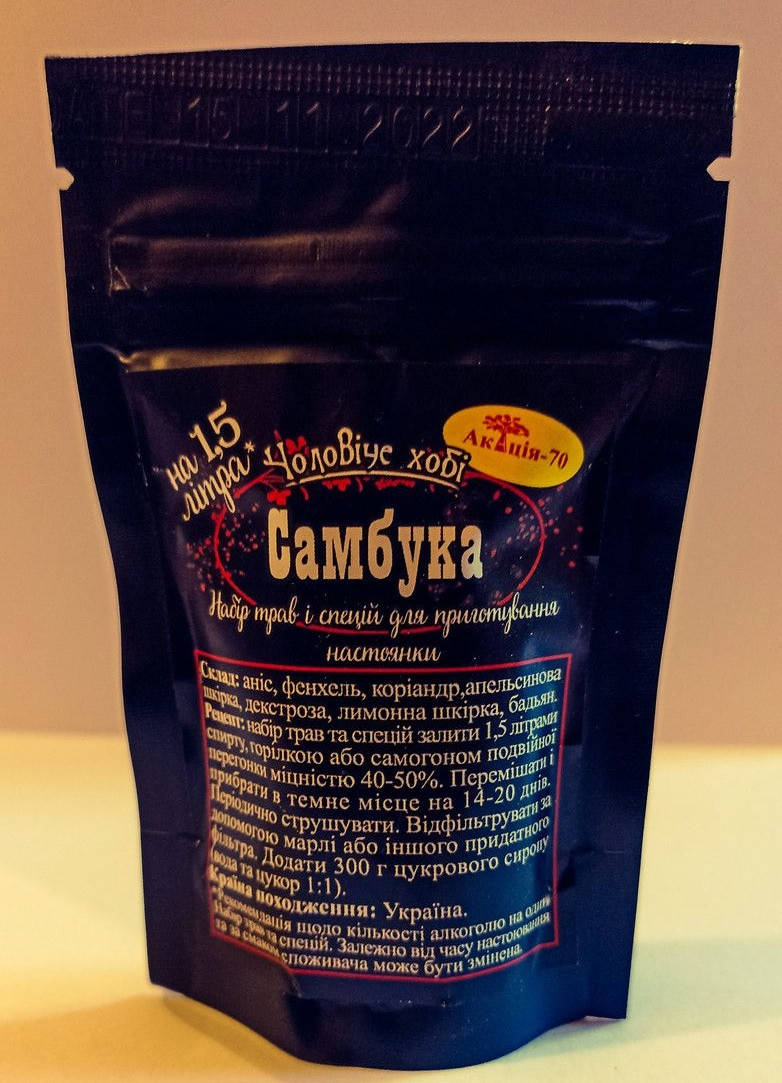 15 11 2022
на 1,5
літра*
Чоловіче хобі
Акація-70
Самбука
Набір трав і спецій для приготування
настоянки
Склад: аніс, фенхель, коріандр,апельсинова
шкірка, декстроза, лимонна шкірка, бадьян.
Рецепт: набір трав та спецій залити 1,5 літрами
спирту, горілкою або самогоном подвійної
перегонки міцністю 40-50%. Перемішати і
прибрати в темне місце на 14-20 днів.
Періодично струшувати. Відфільтрувати за
допомогою марлі або іншого придатного
фільтра. Додати 300 г цукрового сиропу
(вода та цукор 1:1).
Країна походження: Україна.
*Рекомендація щодо кількості алкоголю на один
Набір трав та спецій. Залежно від часу настоювання
та за смаком споживача може бути змінена.